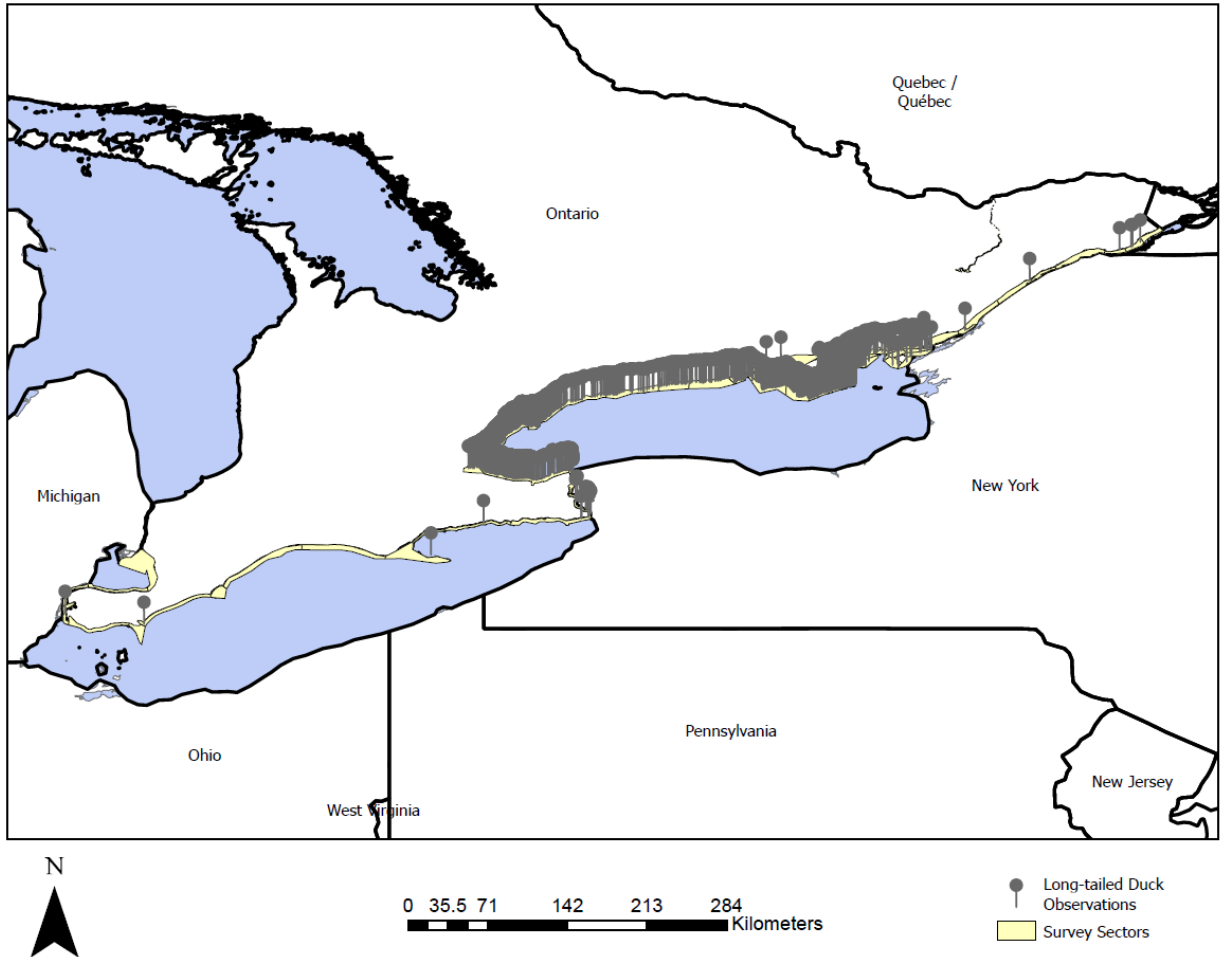 Quebec /
Québec
Ontario
Michigan
New York
Pennsylvania
Ohio
New Jersey
West Virginia
N
0 35.5 71 142 213 284
Kilometers
Long-tailed Duck
Observations
Survey Sectors